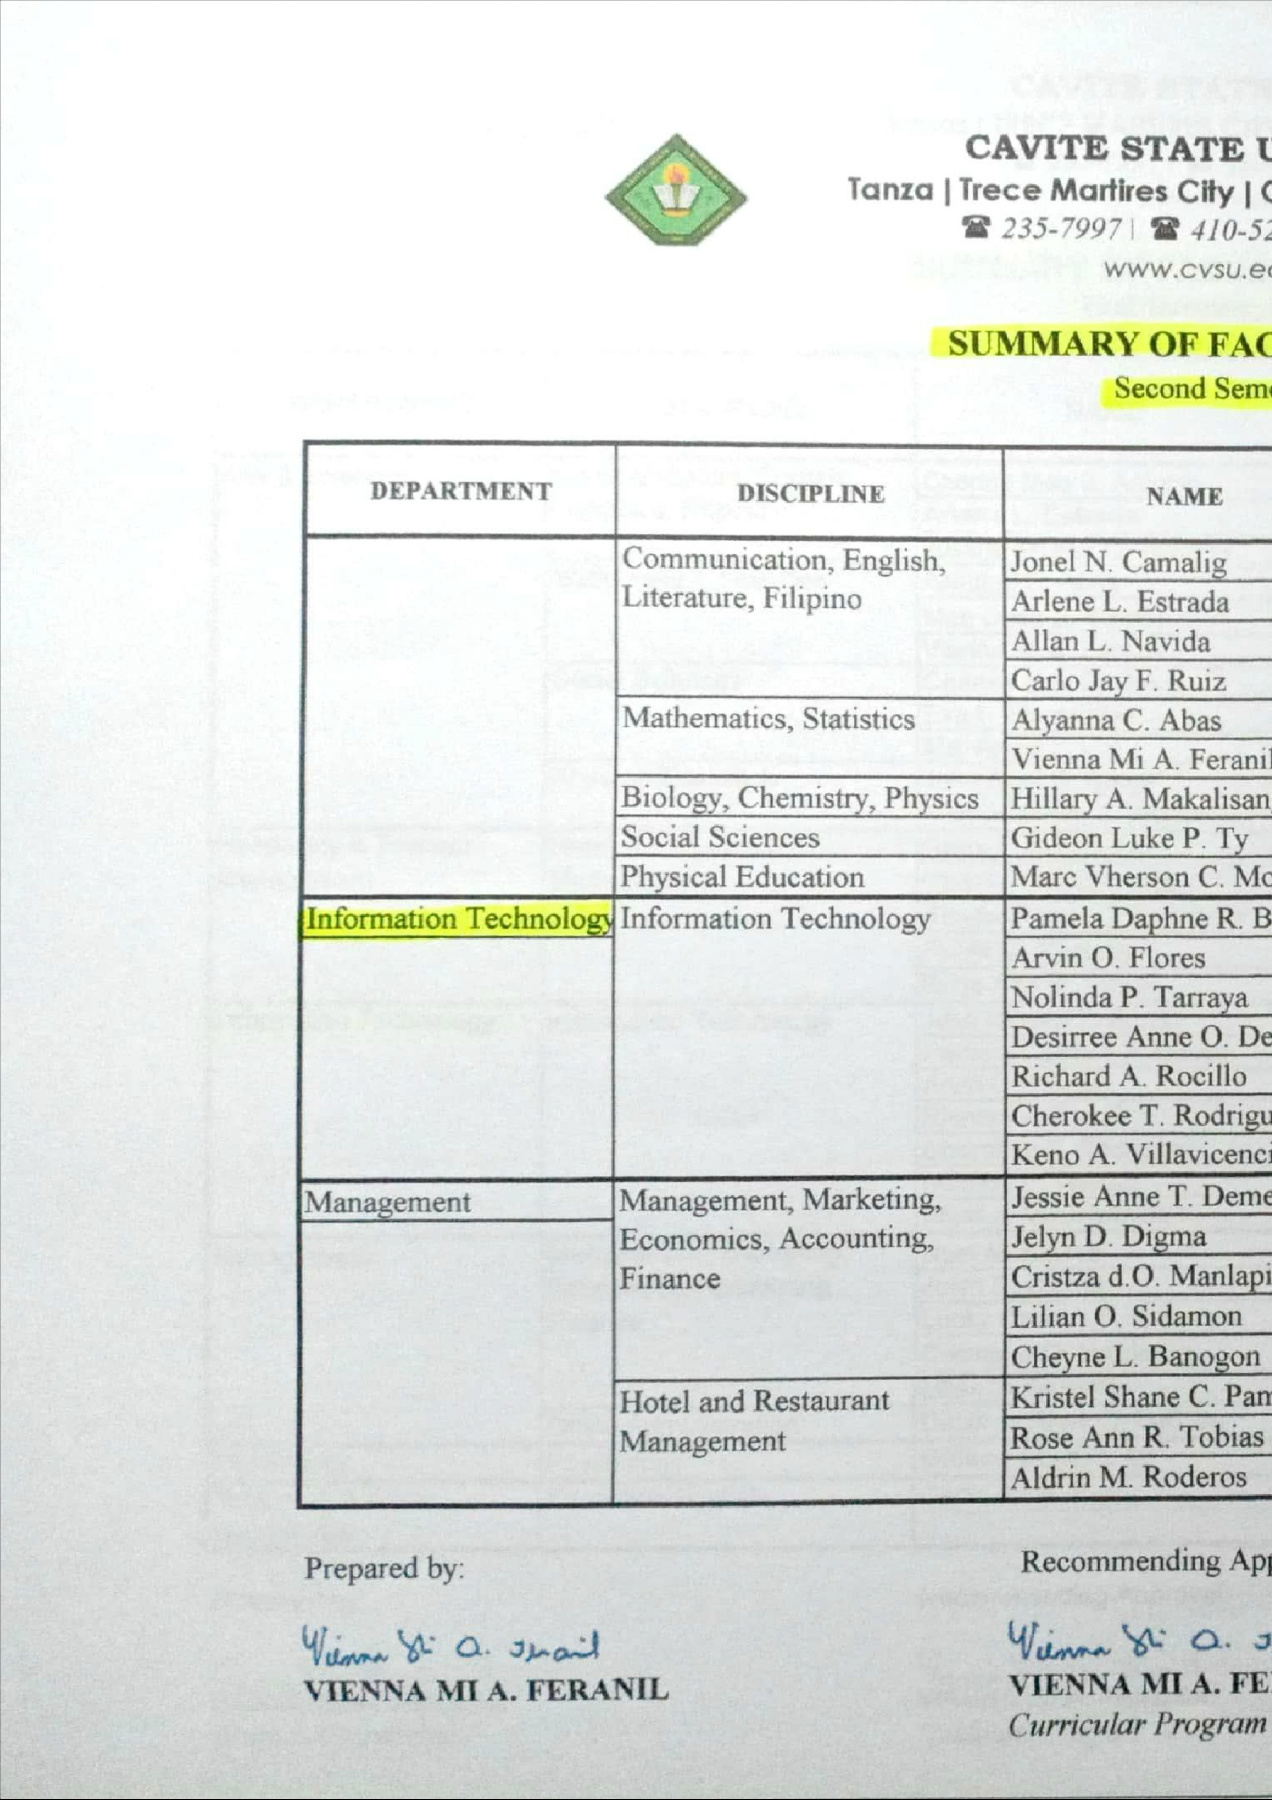 CAVITE STATE U
Tanza | Trece Martires City | C
☎ 235-7997 | ☎ 410-52
www.cvsu.ed
SUMMARY OF FAC
Second Seme
DEPARTMENT DISCIPLINE NAME
Communication, English, Literature, Filipino
Jonel N. Camalig
Arlene L. Estrada
Allan L. Navida
Carlo Jay F. Ruiz
Mathematics, Statistics Alyanna C. Abas
Vienna Mi A. Feranil
Biology, Chemistry, Physics Hillary A. Makalisan
Social Sciences Gideon Luke P. Ty
Physical Education Marc Vherson C. Mo
Information Technology Information Technology Pamela Daphne R. B
Arvin O. Flores
Nolinda P. Tarraya
Desirree Anne O. De
Richard A. Rocillo
Cherokee T. Rodrigu
Keno A. Villavicenci
Management Management, Marketing, Jessie Anne T. Deme
Economics, Accounting, Jelyn D. Digma
Finance Cristza d.O. Manlapi
Lilian O. Sidamon
Cheyne L. Banogon
Hotel and Restaurant Kristel Shane C. Pam
Management Rose Ann R. Tobias
Aldrin M. Roderos
Prepared by: Recommending App
Vienna Mi A. Feranil Vienna Mi A.
VIENNA MI A. FERANIL VIENNA MI A. FE
Curricular Program